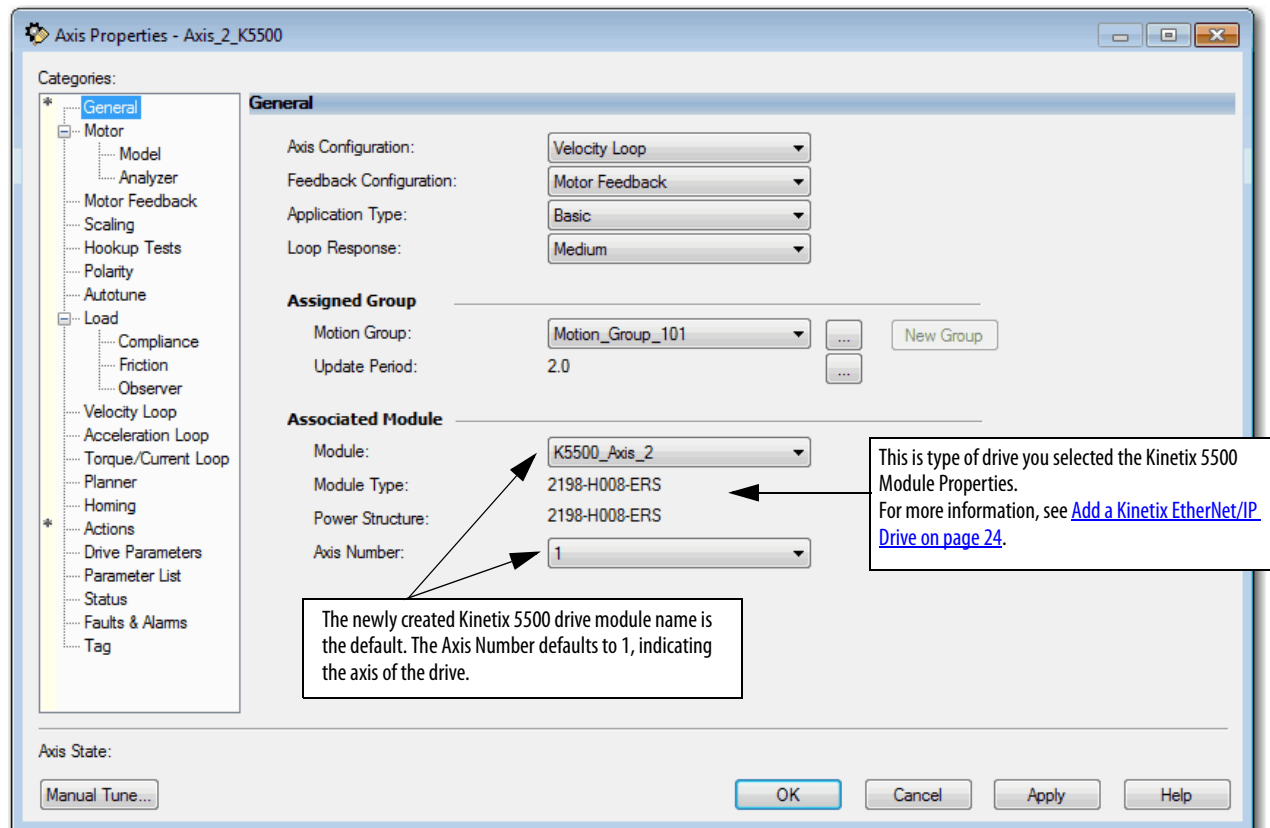 Axis Properties - Axis_2_K5500
Categories:
* General
Motor
Model
Analyzer
Motor Feedback
Scaling
Hookup Tests
Polarity
Autotune
Load
Compliance
Friction
Observer
Velocity Loop
Acceleration Loop
Torque/Current Loop
Planner
Homing
* Actions
Drive Parameters
Parameter List
Status
Faults & Alarms
Tag
General
Axis Configuration: Velocity Loop
Feedback Configuration: Motor Feedback
Application Type: Basic
Loop Response: Medium
Assigned Group
Motion Group: Motion_Group_101 ... New Group
Update Period: 2.0 ...
Associated Module
Module: K5500_Axis_2
Module Type: 2198-H008-ERS
Power Structure: 2198-H008-ERS
Axis Number: 1
This is type of drive you selected the Kinetix 5500
Module Properties.
For more information, see Add a Kinetix EtherNet/IP
Drive on page 24.
The newly created Kinetix 5500 drive module name is
the default. The Axis Number defaults to 1, indicating
the axis of the drive.
Axis State:
Manual Tune... OK Cancel Apply Help